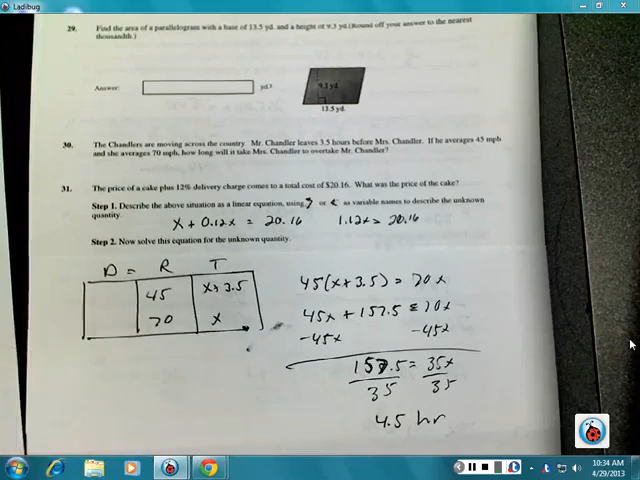 Ladibug
29. Find the area of a parallelogram with a base of 13.5 yd. and a height of 9.3 yd.(Round off your answer to the nearest
thousandth.)
Answer:
yd.²
9.3 yd.
13.5 yd.
30. The Chandlers are moving across the country. Mr. Chandler leaves 3.5 hours before Mrs. Chandler. If he averages 45 mph
and she averages 70 mph, how long will it take Mrs. Chandler to overtake Mr. Chandler?
31. The price of a cake plus 12% delivery charge comes to a total cost of $20.16. What was the price of the cake?
Step 1. Describe the above situation as a linear equation, using or as variable names to describe the unknown
quantity.
x + 0.12x = 20.16 1.12x = 20.16
Step 2. Now solve this equation for the unknown quantity.
D = R T
45 x+3.5
70 x
45(x+3.5) = 70x
45x + 157.5 = 70x
-45x -45x
157.5 = 35x
35 35
4.5 hr
10:34 AM
4/29/2013